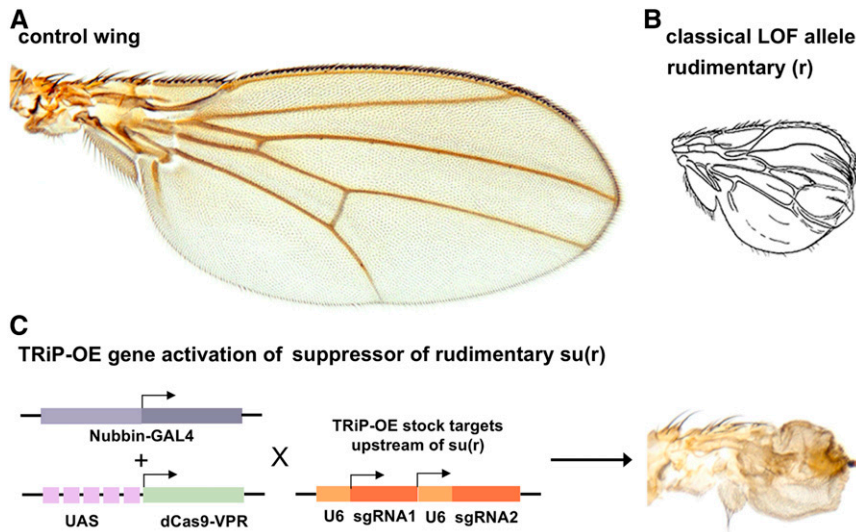 A
control wing
B
classical LOF allele
rudimentary (r)
C
TRiP-OE gene activation of suppressor of rudimentary su(r)
Nubbin-GAL4
+
UAS dCas9-VPR
X
TRiP-OE stock targets
upstream of su(r)
U6 sgRNA1 U6 sgRNA2